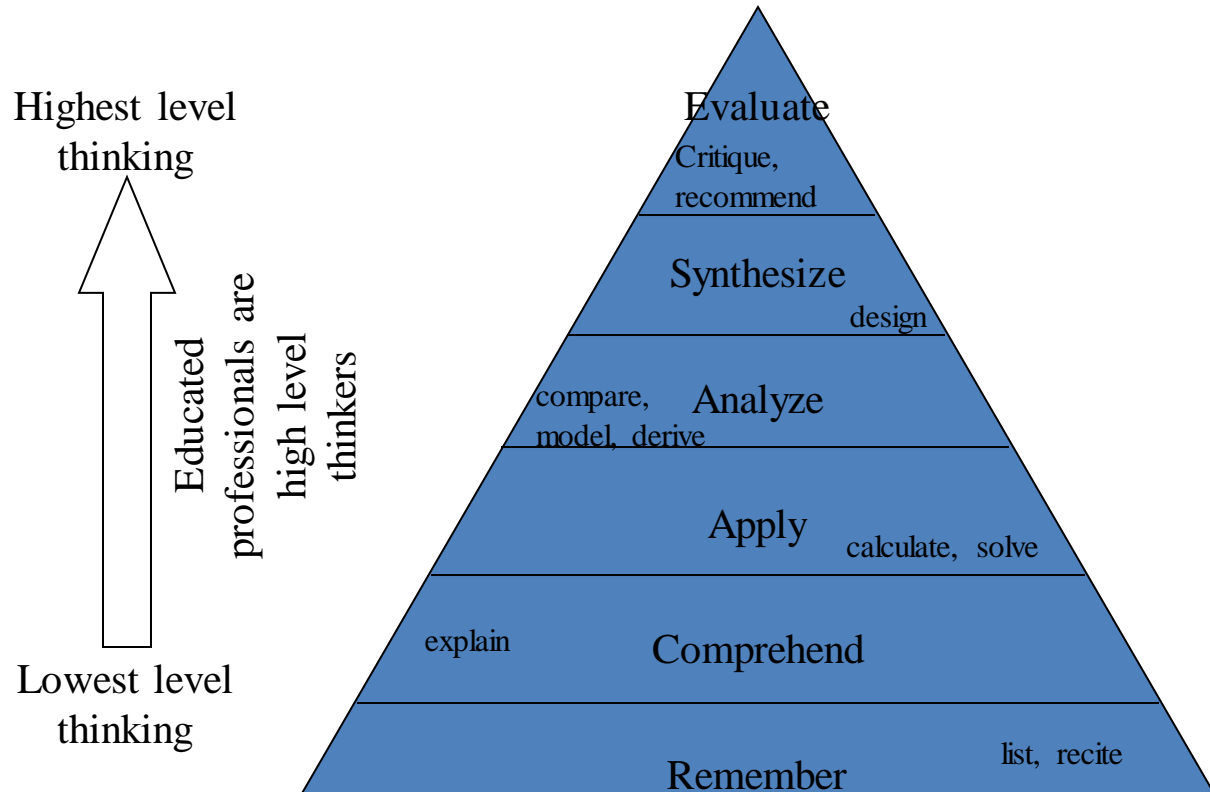 Highest level
thinking
Educated
professionals are
high level
thinkers
Lowest level
thinking
Evaluate
Critique,
recommend
Synthesize
design
compare,
model, derive
Analyze
Apply
calculate, solve
explain
Comprehend
list, recite
Remember